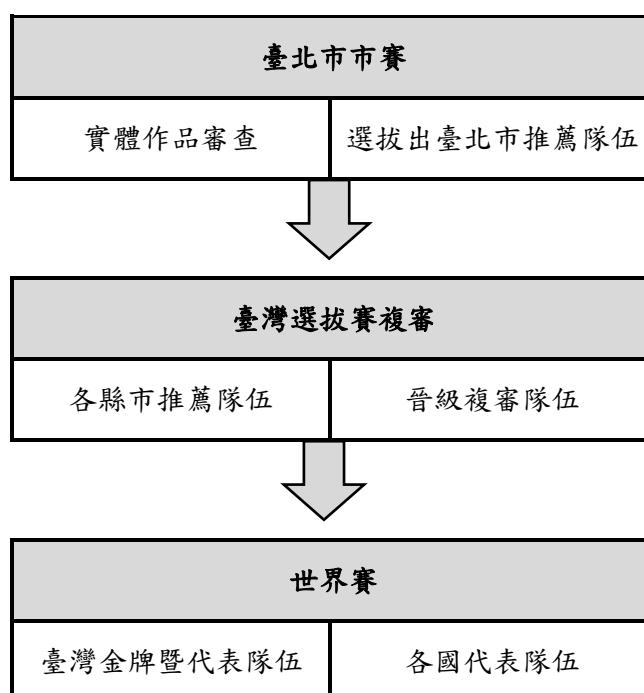 臺北市市賽
實體作品審查 選拔出臺北市推薦隊伍
臺灣選拔賽複審
各縣市推薦隊伍 晉級複審隊伍
世界賽
臺灣金牌暨代表隊伍 各國代表隊伍